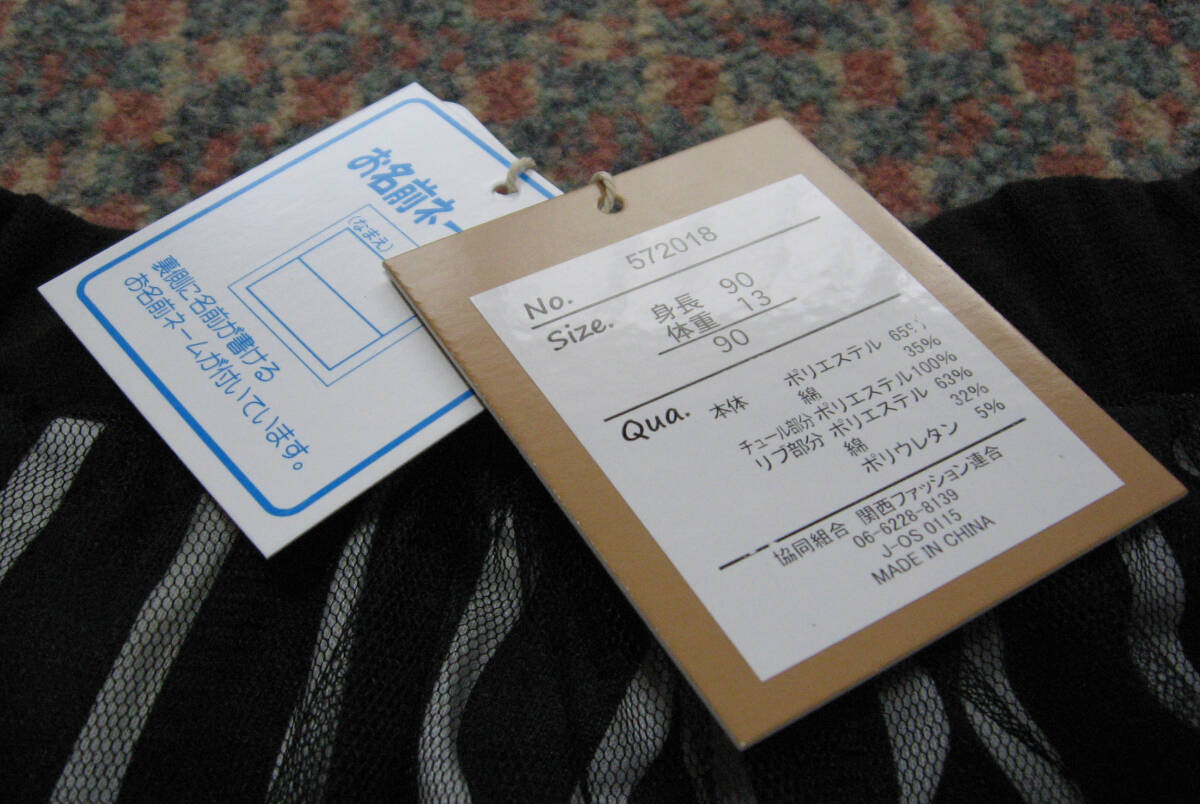 お名前ネー
(なまえ)
裏側に名前が書ける
お名前ネームが付いています。
No. 572018
Size. 身長 90
体重 13
90
Qua. 本体 ポリエステル 65%
綿 35%
チュール部分 ポリエステル100%
リブ部分 ポリエステル 63%
綿 32%
ポリウレタン 5%
協同組合 関西ファッション連合
06-6228-8139
J-OS 0115
MADE IN CHINA